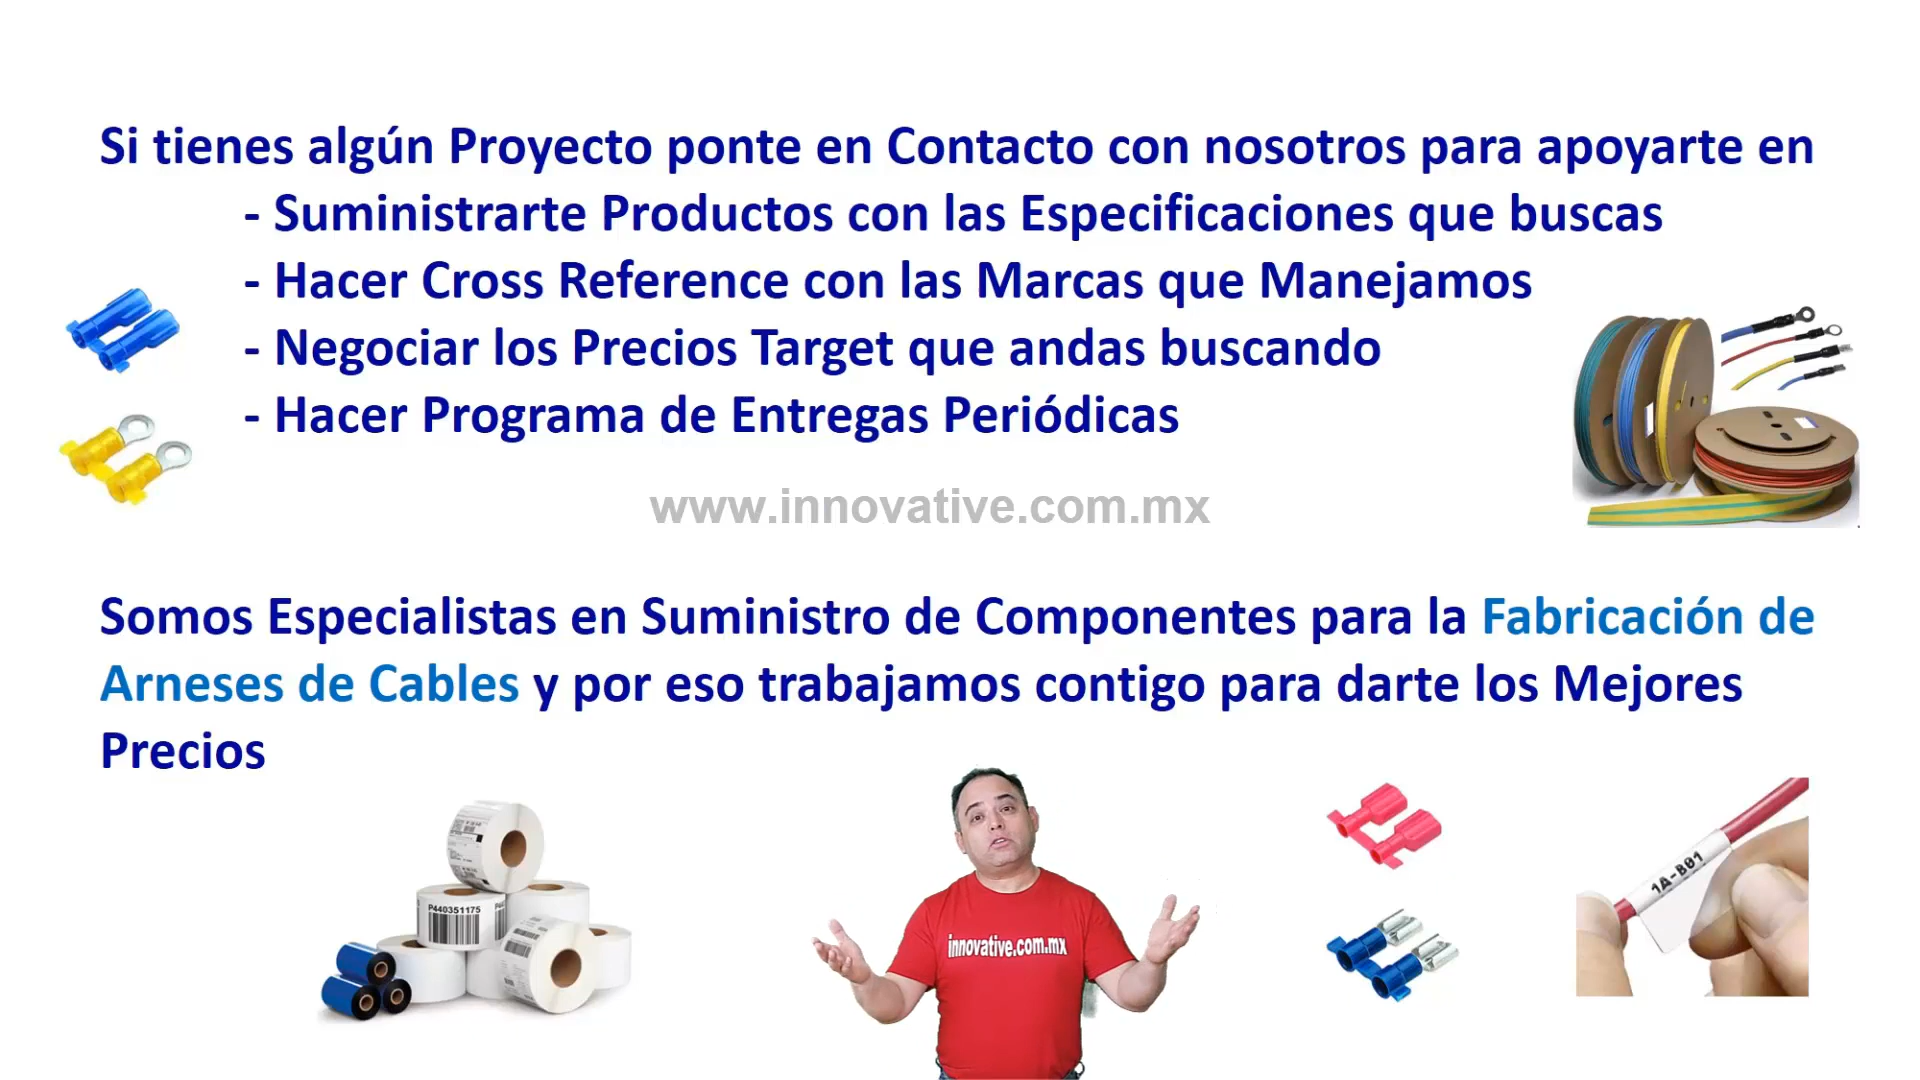 Si tienes algún Proyecto ponte en Contacto con nosotros para apoyarte en
- Suministrarte Productos con las Especificaciones que buscas
- Hacer Cross Reference con las Marcas que Manejamos
- Negociar los Precios Target que andas buscando
- Hacer Programa de Entregas Periódicas
www.innovative.com.mx
Somos Especialistas en Suministro de Componentes para la Fabricación de
Arneses de Cables y por eso trabajamos contigo para darte los Mejores
Precios
P440351175
innovative.com.mx
1A-B01